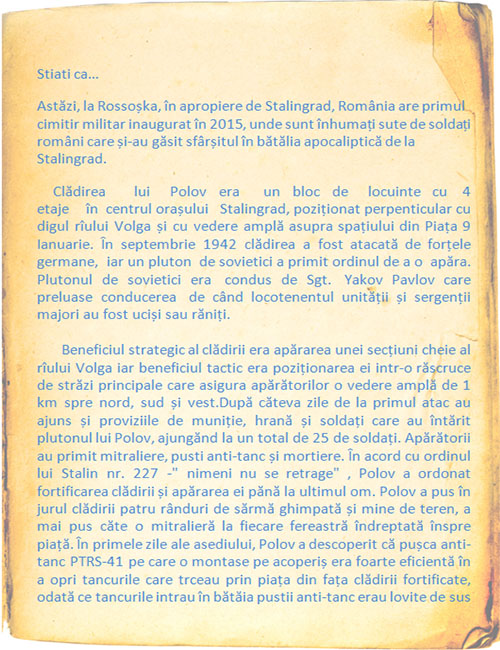 Stiati ca...
Astăzi, la Rossoșka, în apropiere de Stalingrad, România are primul
cimitir militar inaugurat în 2015, unde sunt înhumați sute de soldați
români care și-au găsit sfârșitul în bătălia apocaliptică de la
Stalingrad.
Clădirea lui Polov era un bloc de locuinte cu 4
etaje în centrul orașului Stalingrad, poziționat perpenticular cu
digul rîului Volga și cu vedere amplă asupra spațiului din Piața 9
Ianuarie. În septembrie 1942 clădirea a fost atacată de forțele
germane, iar un pluton de sovietici a primit ordinul de a o apăra.
Plutonul de sovietici era condus de Sgt. Yakov Pavlov care
preluase conducerea de când locotenentul unității și sergenții
majori au fost uciși sau răniți.
Beneficiul strategic al clădirii era apărarea unei secțiuni cheie al
rîului Volga iar beneficiul tactic era poziționarea ei intr-o răscruce
de străzi principale care asigura apărătorilor o vedere amplă de 1
km spre nord, sud și vest.După căteva zile de la primul atac au
ajuns și proviziile de muniție, hrană și soldați care au întărit
plutonul lui Polov, ajungănd la un total de 25 de soldați. Apărătorii
au primit mitraliere, pusti anti-tanc și mortiere. În acord cu ordinul
lui Stalin nr. 227 -" nimeni nu se retrage" , Polov a ordonat
fortificarea clădirii și apărarea ei pănă la ultimul om. Polov a pus în
jurul clădirii patru rânduri de sărmă ghimpată și mine de teren, a
mai pus căte o mitralieră la fiecare fereastră îndreptată înspre
piață. În primele zile ale asediului, Polov a descoperit că pușca anti-
tanc PTRS-41 pe care o montase pe acoperiș era foarte eficientă în
a opri tancurile care trceau prin piața din fața clădirii fortificate,
odată ce tancurile intrau în bătăia pustii anti-tanc erau lovite de sus